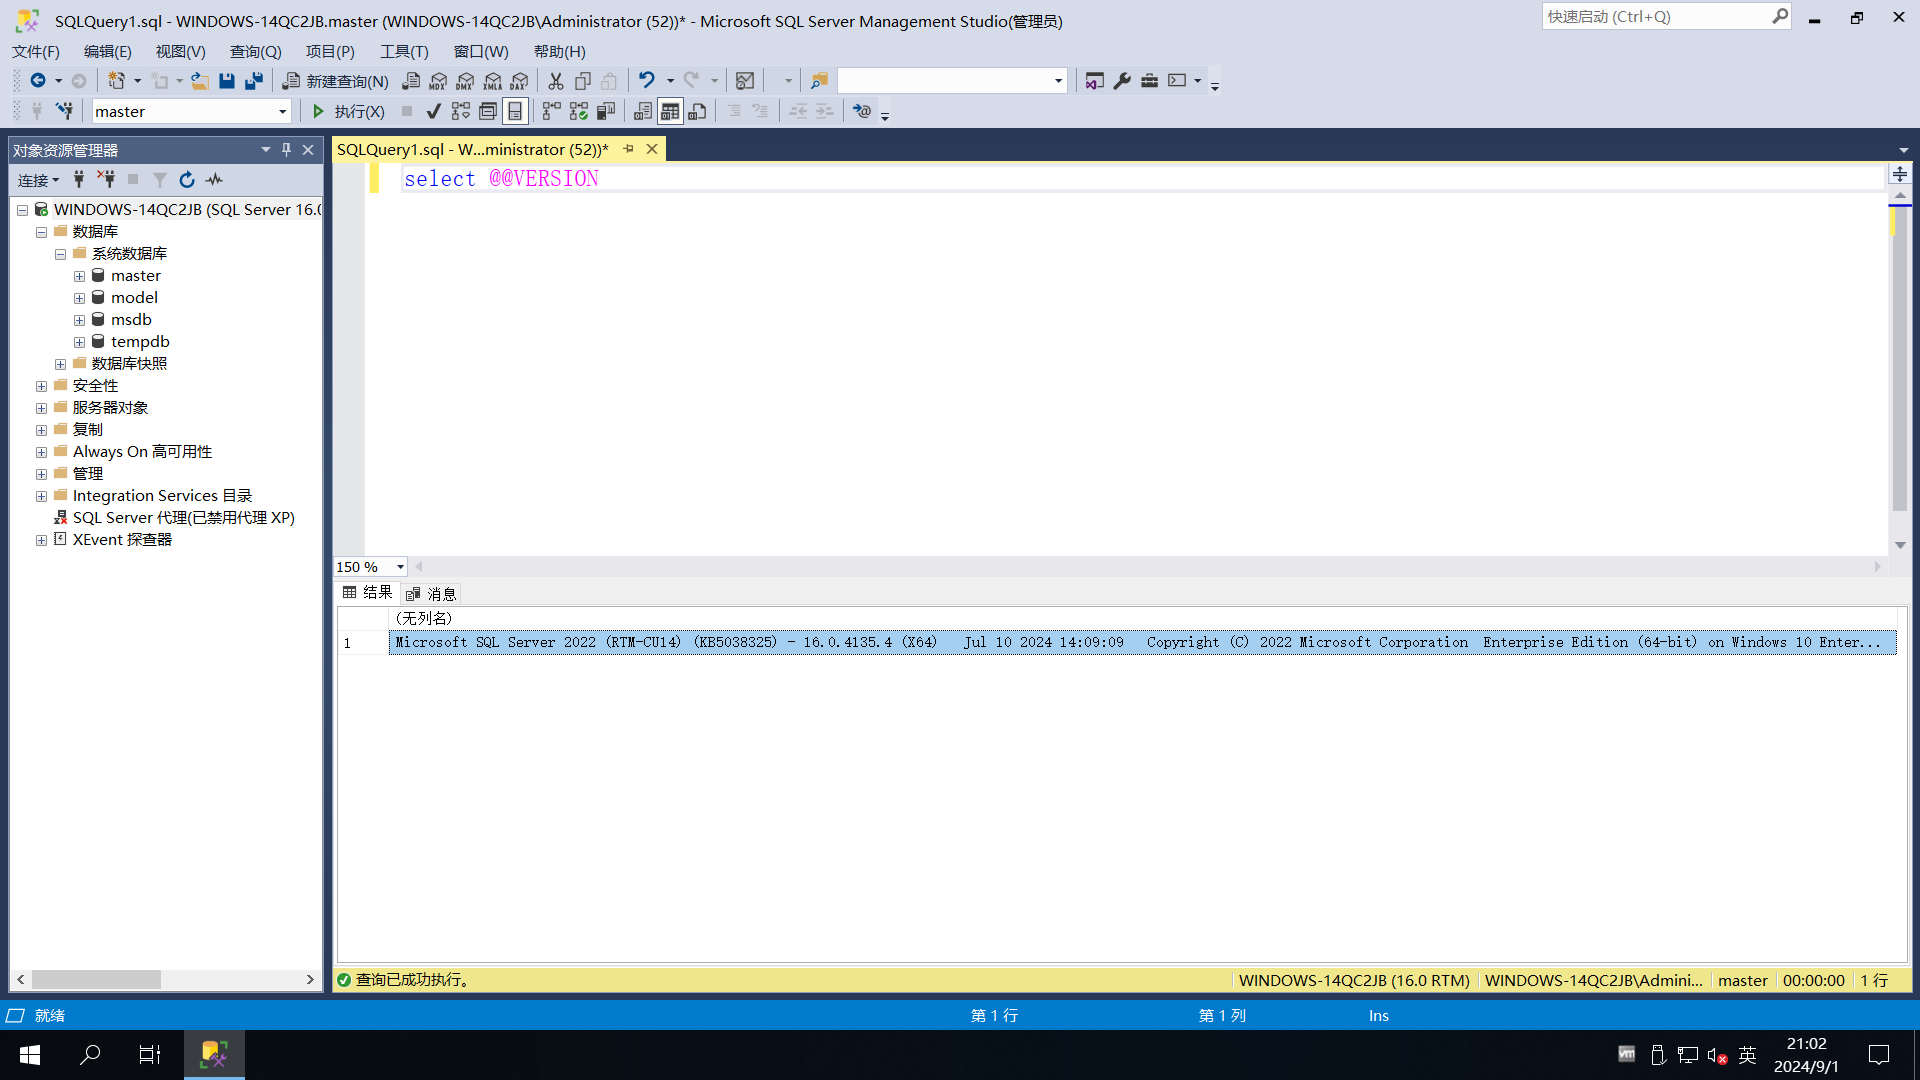 SQLQuery1.sql - WINDOWS-14QC2JB.master (WINDOWS-14QC2JB\Administrator (52))* - Microsoft SQL Server Management Studio(管理员)
快速启动 (Ctrl+Q)
文件(F) 编辑(E) 视图(V) 查询(Q) 项目(P) 工具(T) 窗口(W) 帮助(H)
新建查询(N) MDX DMX XMLA DAX
master 执行(X)
对象资源管理器
SQLQuery1.sql - W...ministrator (52))*
连接
select @@VERSION
WINDOWS-14QC2JB (SQL Server 16.0
数据库
系统数据库
master
model
msdb
tempdb
数据库快照
安全性
服务器对象
复制
Always On 高可用性
管理
Integration Services 目录
SQL Server 代理(已禁用代理 XP)
XEvent 探查器
150 %
结果 消息
(无列名)
1 Microsoft SQL Server 2022 (RTM-CU14) (KB5038325) - 16.0.4135.4 (X64) Jul 10 2024 14:09:09 Copyright (C) 2022 Microsoft Corporation Enterprise Edition (64-bit) on Windows 10 Enter...
查询已成功执行。 WINDOWS-14QC2JB (16.0 RTM) WINDOWS-14QC2JB\Admini... master 00:00:00 1 行
就绪 第 1 行 第 1 列 Ins
vm 英 21:02
2024/9/1